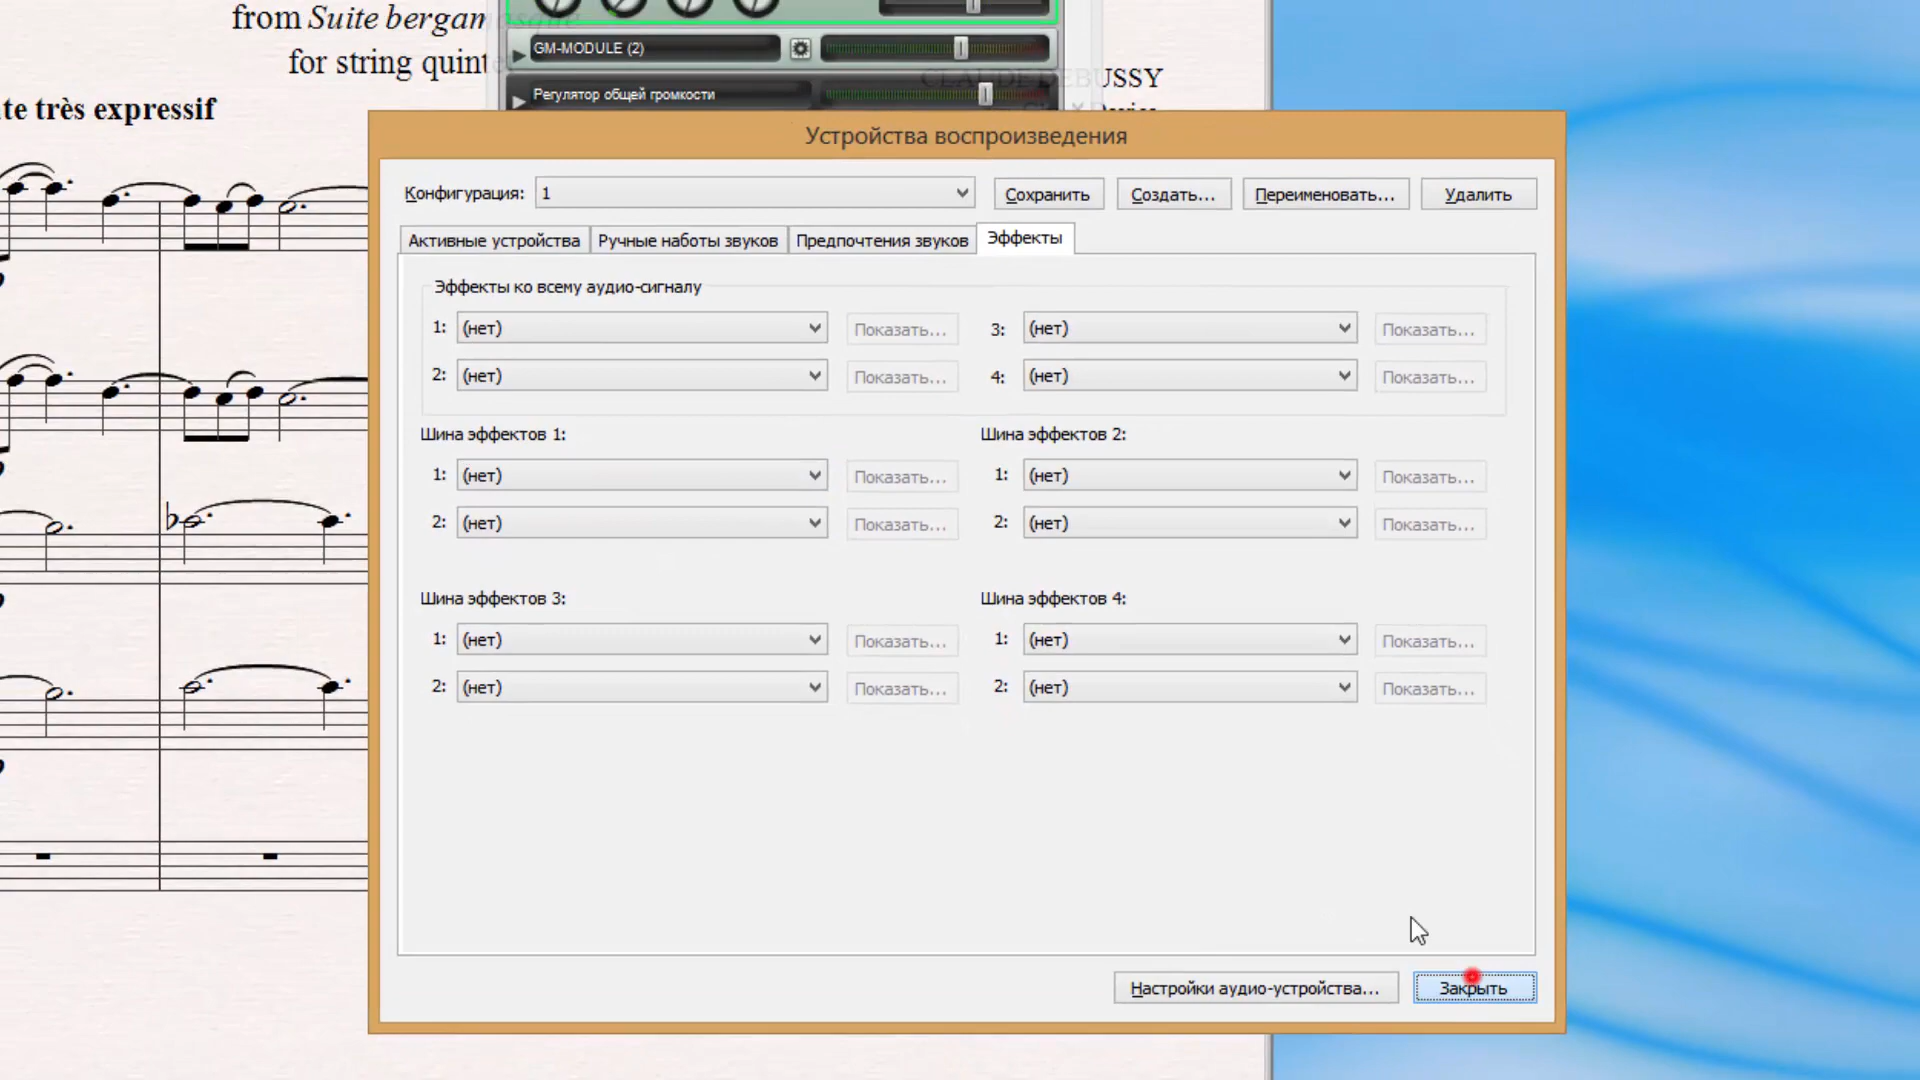 from Suite bergamasque
for string quintet
te très expressif
CLAUDE DEBUSSY
GM-MODULE (2)
Регулятор общей громкости
Устройства воспроизведения
Конфигурация: 1 Сохранить Создать... Переименовать... Удалить
Активные устройства Ручные наботы звуков Предпочтения звуков Эффекты
Эффекты ко всему аудио-сигналу
1: (нет) Показать... 3: (нет) Показать...
2: (нет) Показать... 4: (нет) Показать...
Шина эффектов 1: Шина эффектов 2:
1: (нет) Показать... 1: (нет) Показать...
2: (нет) Показать... 2: (нет) Показать...
Шина эффектов 3: Шина эффектов 4:
1: (нет) Показать... 1: (нет) Показать...
2: (нет) Показать... 2: (нет) Показать...
Настройки аудио-устройства... Закрыть